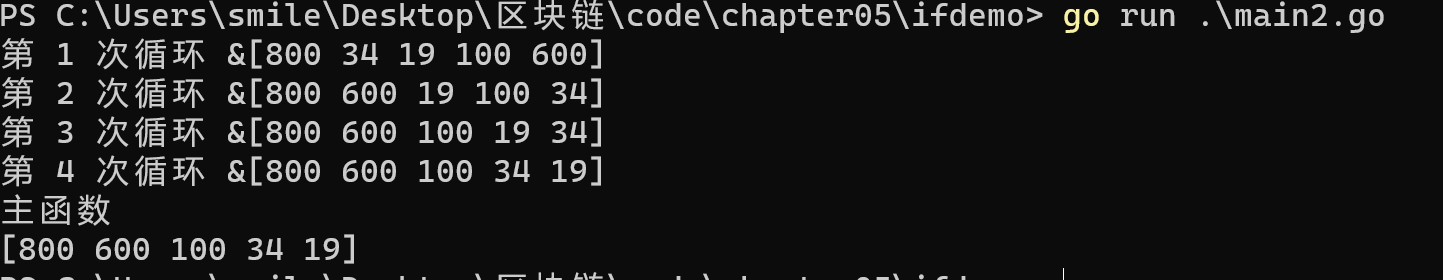 PS C:\Users\smile\Desktop\区块链\code\chapter05\ifdemo> go run .\main2.go
第 1 次循环 &[800 34 19 100 600]
第 2 次循环 &[800 600 19 100 34]
第 3 次循环 &[800 600 100 19 34]
第 4 次循环 &[800 600 100 34 19]
主函数
[800 600 100 34 19]